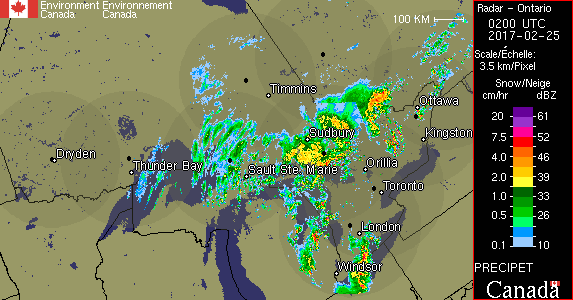 Environment Environnement
Canada Canada
100 KM
Timmins
Ottawa
Sudbury
Kingston
Dryden
Thunder Bay
Sault Ste. Marie
Orillia
Toronto
London
Windsor
Radar - Ontario
0200 UTC
2017-02-25
Scale/Échelle:
3.5 km/Pixel
Snow/Neige
cm/hr dBZ
20 61
7.5 52
4.0 46
2.0 39
1.0 33
0.5 26
0.1 10
PRECIPET
Canada